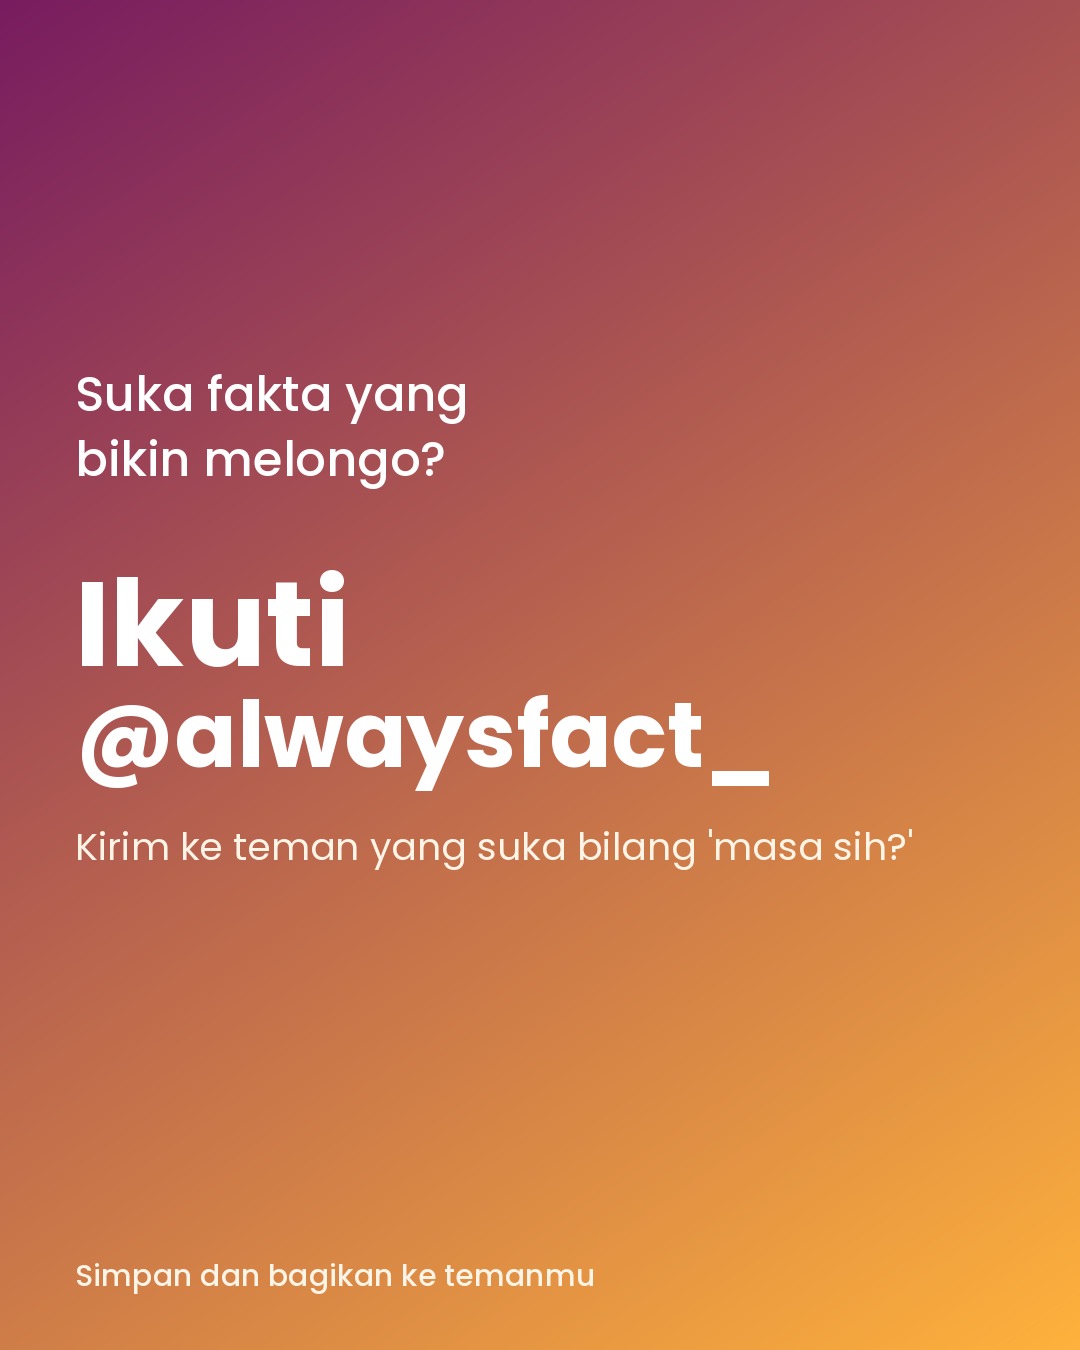 Suka fakta yang
bikin melongo?
Ikuti
@alwaysfact_
Kirim ke teman yang suka bilang 'masa sih?'
Simpan dan bagikan ke temanmu